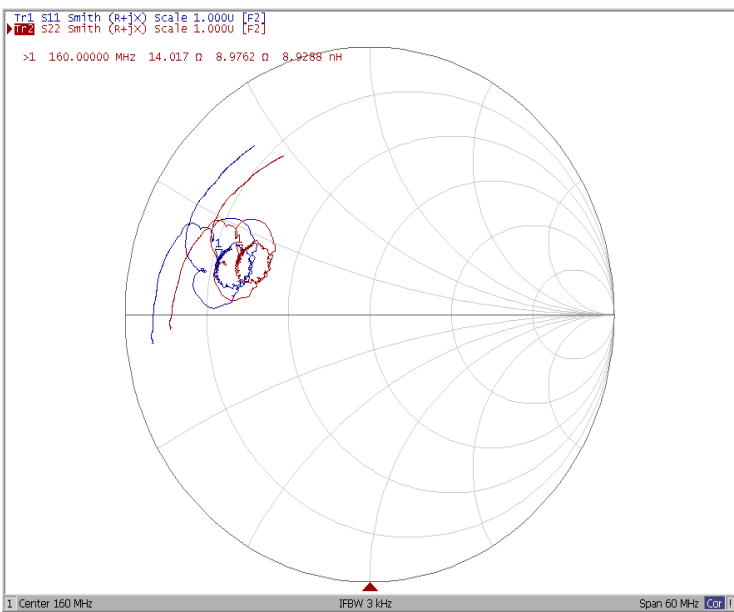 Tr1 S11 Smith (R+jX) Scale 1.000U [F2]
Tr2 S22 Smith (R+jX) Scale 1.000U [F2]
>1 160.00000 MHz 14.017 Ω 8.9762 Ω 8.9288 nH
1
1 Center 160 MHz IFBW 3 kHz Span 60 MHz Cor !